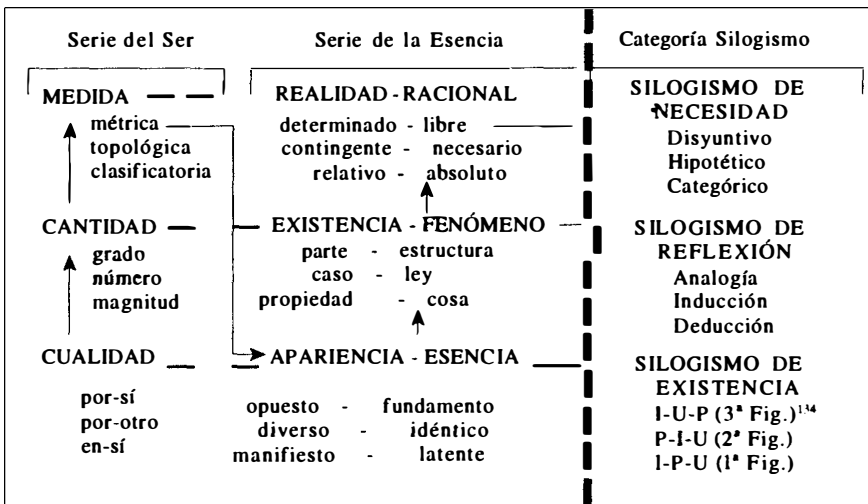 Serie del Ser
MEDIDA
métrica
topológica
clasificatoria
CANTIDAD
grado
número
magnitud
CUALIDAD
por-sí
por-otro
en-sí
Serie de la Esencia
REALIDAD - RACIONAL
determinado - libre
contingente - necesario
relativo - absoluto
EXISTENCIA - FENÓMENO
parte - estructura
caso - ley
propiedad - cosa
APARIENCIA - ESENCIA
opuesto - fundamento
diverso - idéntico
manifiesto - latente
Categoría Silogismo
SILOGISMO DE
NECESIDAD
Disyuntivo
Hipotético
Categórico
SILOGISMO DE
REFLEXIÓN
Analogía
Inducción
Deducción
SILOGISMO DE
EXISTENCIA
I-U-P (3ª Fig.)¹³⁴
P-I-U (2ª Fig.)
I-P-U (1ª Fig.)